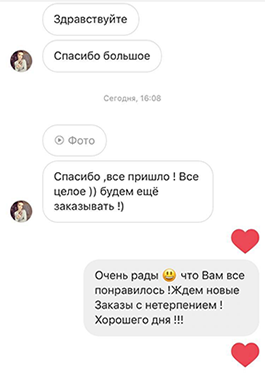 Здравствуйте
Спасибо большое
Сегодня, 16:08
Фото
Спасибо ,все пришло ! Все
целое )) будем ещё
заказывать !)
Очень рады 😃 что Вам все
понравилось !Ждем новые
Заказы с нетерпением !
Хорошего дня !!!